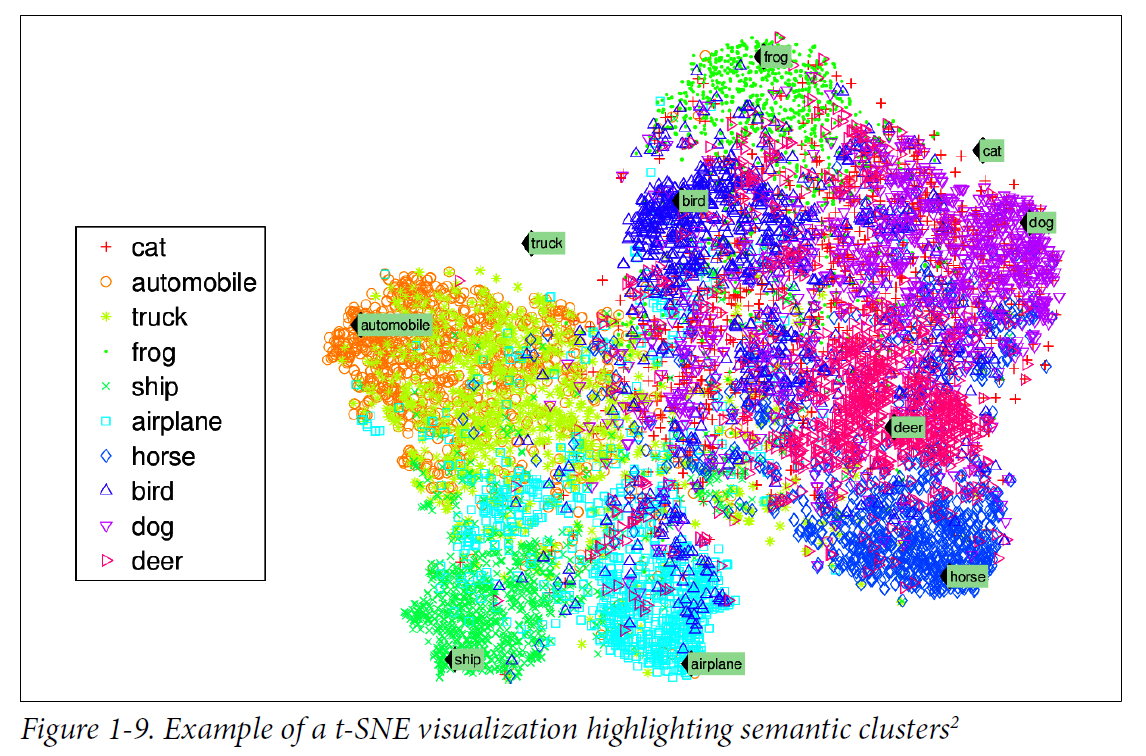 frog
cat
bird
dog
truck
automobile
deer
horse
ship
airplane
cat
automobile
truck
frog
ship
airplane
horse
bird
dog
deer
Figure 1-9. Example of a t-SNE visualization highlighting semantic clusters²